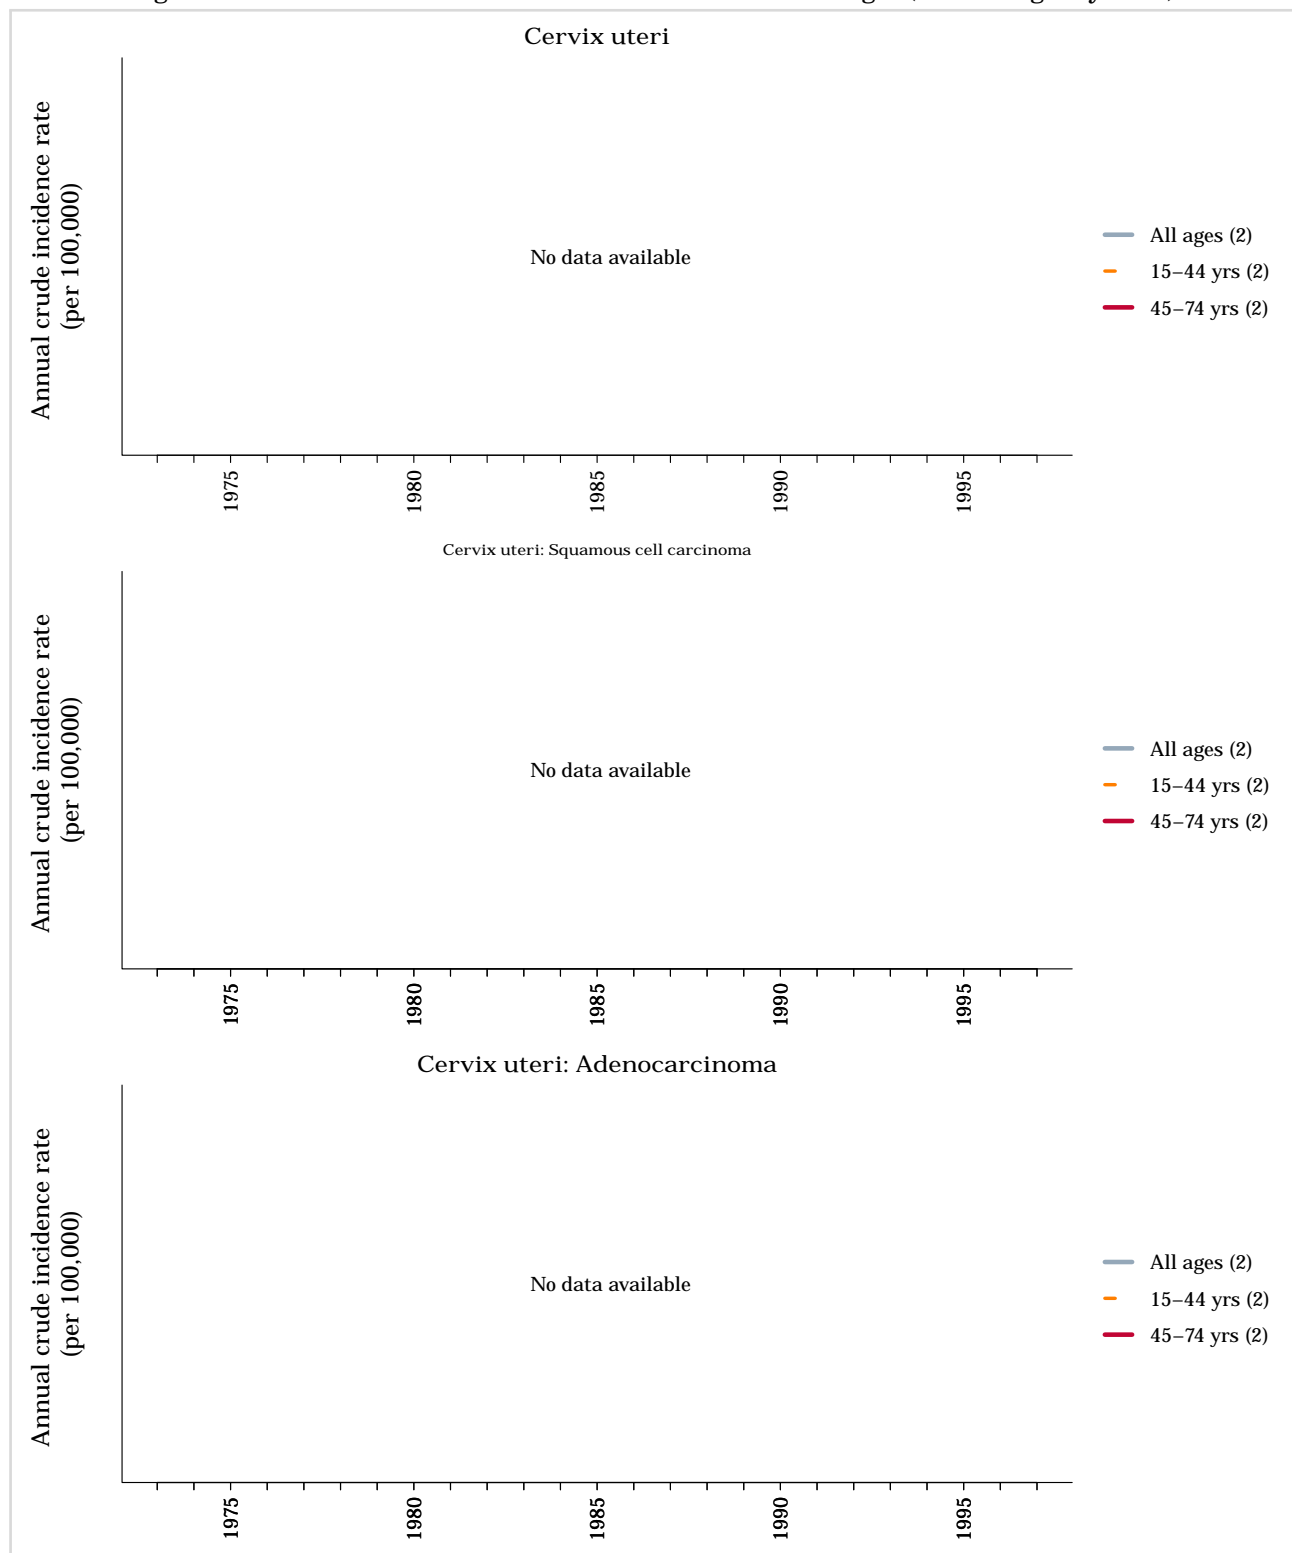 Cervix uteri
Annual crude incidence rate
(per 100,000)
No data available
All ages (2)
15–44 yrs (2)
45–74 yrs (2)
1975
1980
1985
1990
1995
Cervix uteri: Squamous cell carcinoma
Annual crude incidence rate
(per 100,000)
No data available
All ages (2)
15–44 yrs (2)
45–74 yrs (2)
1975
1980
1985
1990
1995
Cervix uteri: Adenocarcinoma
Annual crude incidence rate
(per 100,000)
No data available
All ages (2)
15–44 yrs (2)
45–74 yrs (2)
1975
1980
1985
1990
1995